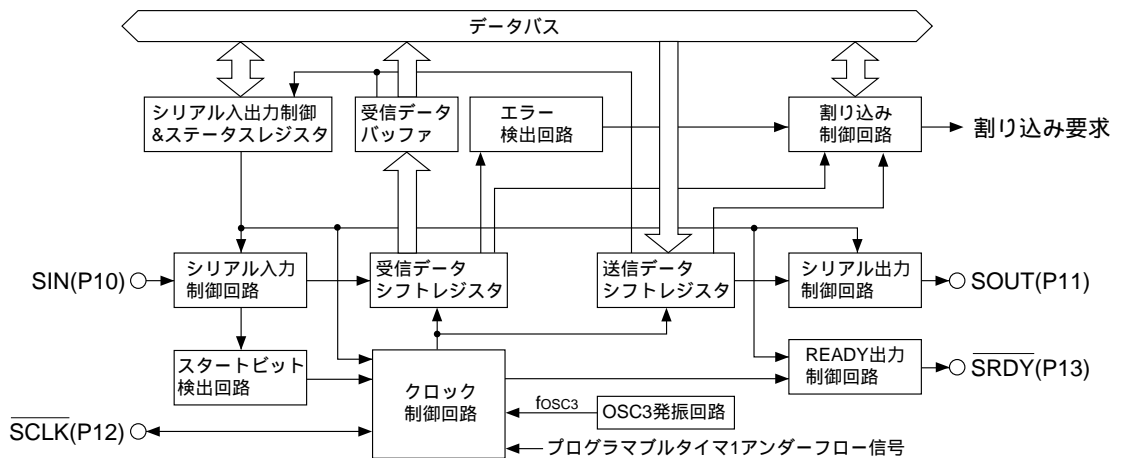 データバス
シリアル入出力制御
&ステータスレジスタ
受信データ
バッファ
エラー
検出回路
割り込み
制御回路
割り込み要求
SIN(P10)
シリアル入力
制御回路
受信データ
シフトレジスタ
送信データ
シフトレジスタ
シリアル出力
制御回路
SOUT(P11)
スタートビット
検出回路
クロック
制御回路
READY出力
制御回路
SRDY(P13)
fOSC3
OSC3発振回路
SCLK(P12)
プログラマブルタイマ1アンダーフロー信号